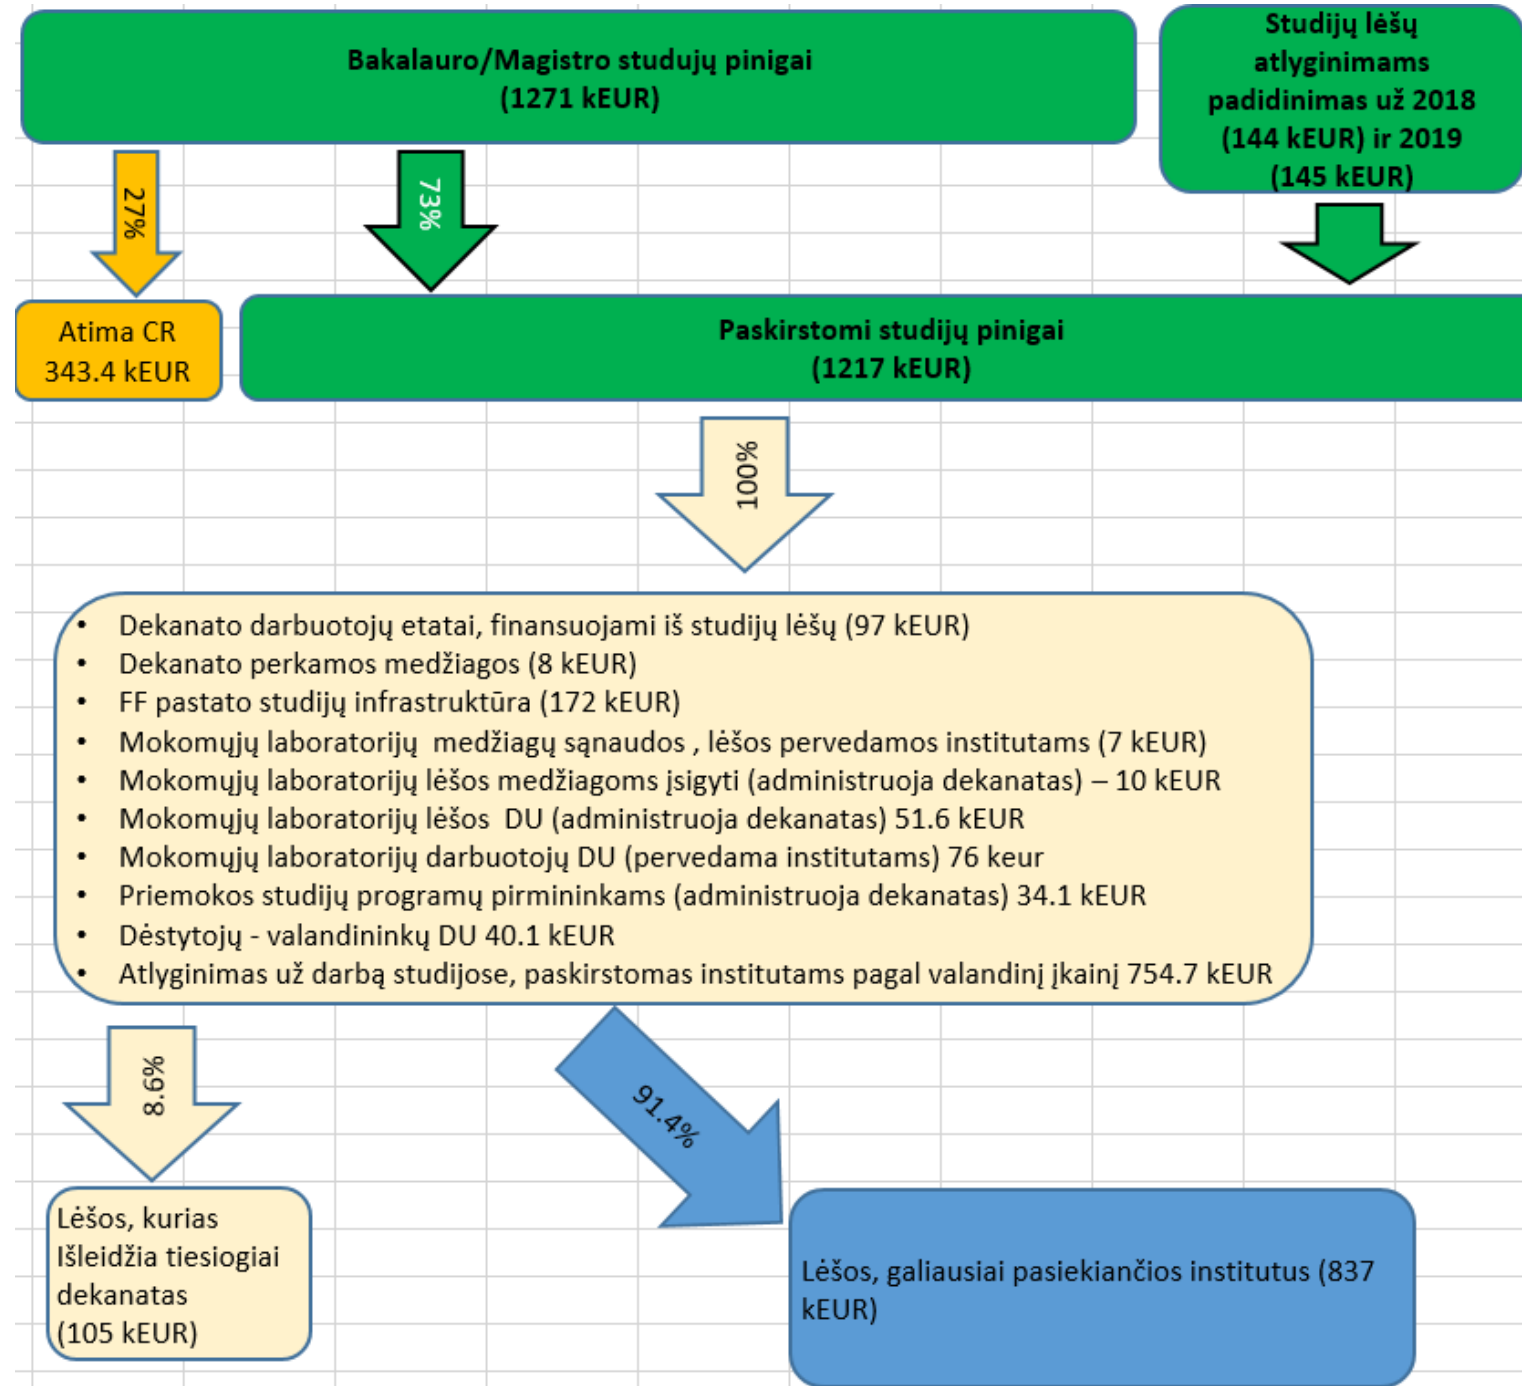 Bakalauro/Magistro studujų pinigai
(1271 kEUR)
Studijų lėšų
atlyginimams
padidinimas už 2018
(144 kEUR) ir 2019
(145 kEUR)
27%
73%
Atima CR
343.4 kEUR
Paskirstomi studijų pinigai
(1217 kEUR)
100%
• Dekanato darbuotojų etatai, finansuojami iš studijų lėšų (97 kEUR)
• Dekanato perkamos medžiagos (8 kEUR)
• FF pastato studijų infrastruktūra (172 kEUR)
• Mokomųjų laboratorijų medžiagų sąnaudos , lėšos pervedamos institutams (7 kEUR)
• Mokomųjų laboratorijų lėšos medžiagoms įsigyti (administruoja dekanatas) – 10 kEUR
• Mokomųjų laboratorijų lėšos DU (administruoja dekanatas) 51.6 kEUR
• Mokomųjų laboratorijų darbuotojų DU (pervedama institutams) 76 keur
• Priemokos studijų programų pirmininkams (administruoja dekanatas) 34.1 kEUR
• Dėstytojų - valandininkų DU 40.1 kEUR
• Atlyginimas už darbą studijose, paskirstomas institutams pagal valandinį įkainį 754.7 kEUR
8.6%
91.4%
Lėšos, kurias
Išleidžia tiesiogiai
dekanatas
(105 kEUR)
Lėšos, galiausiai pasiekiančios institutus (837
kEUR)